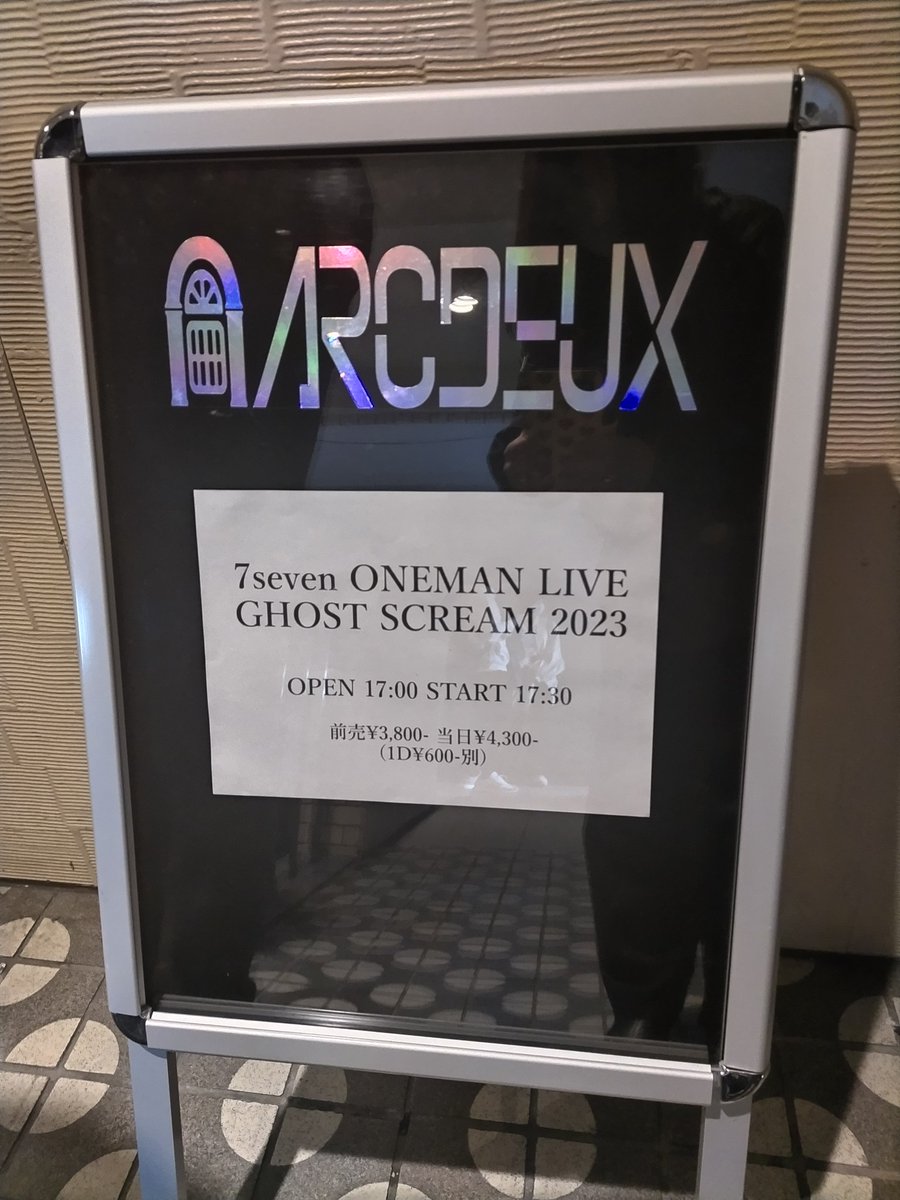 ARCDEUX
7seven ONEMAN LIVE
GHOST SCREAM 2023
OPEN 17:00 START 17:30
前売¥3,800- 当日¥4,300-
（1D¥600-別）